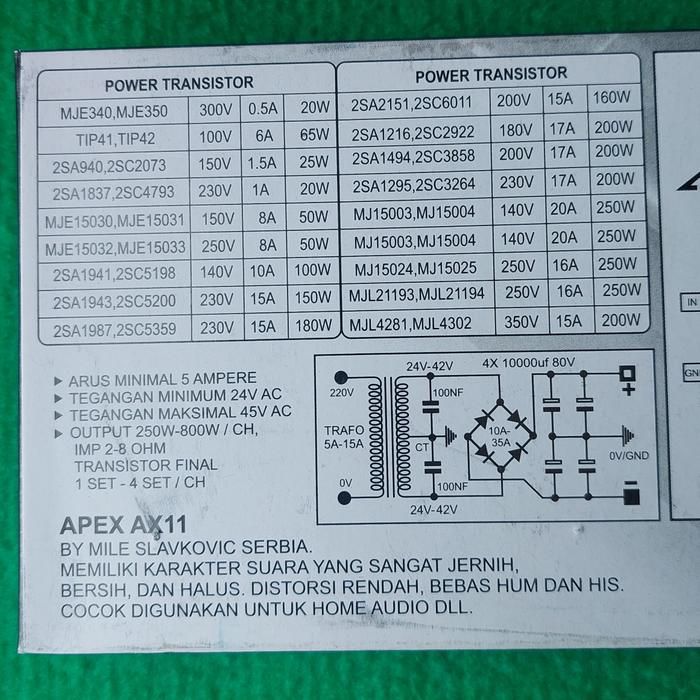 POWER TRANSISTOR
MJE340,MJE350 300V 0.5A 20W
TIP41,TIP42 100V 6A 65W
2SA940,2SC2073 150V 1.5A 25W
2SA1837,2SC4793 230V 1A 20W
MJE15030,MJE15031 150V 8A 50W
MJE15032,MJE15033 250V 8A 50W
2SA1941,2SC5198 140V 10A 100W
2SA1943,2SC5200 230V 15A 150W
2SA1987,2SC5359 230V 15A 180W
POWER TRANSISTOR
2SA2151,2SC6011 200V 15A 160W
2SA1216,2SC2922 180V 17A 200W
2SA1494,2SC3858 200V 17A 200W
2SA1295,2SC3264 230V 17A 200W
MJ15003,MJ15004 140V 20A 250W
MJ15003,MJ15004 140V 20A 250W
MJ15024,MJ15025 250V 16A 250W
MJL21193,MJL21194 250V 16A 250W
MJL4281,MJL4302 350V 15A 200W
ARUS MINIMAL 5 AMPERE
TEGANGAN MINIMUM 24V AC
TEGANGAN MAKSIMAL 45V AC
OUTPUT 250W-800W / CH,
IMP 2-8 OHM
TRANSISTOR FINAL
1 SET - 4 SET / CH
24V-42V 4X 10000uf 80V
220V 100NF
+
TRAFO
5A-15A
CT
10A-
35A
0V/GND
0V 100NF
24V-42V
IN
GN
APEX AX11
BY MILE SLAVKOVIC SERBIA.
MEMILIKI KARAKTER SUARA YANG SANGAT JERNIH,
BERSIH, DAN HALUS. DISTORSI RENDAH, BEBAS HUM DAN HIS.
COCOK DIGUNAKAN UNTUK HOME AUDIO DLL.